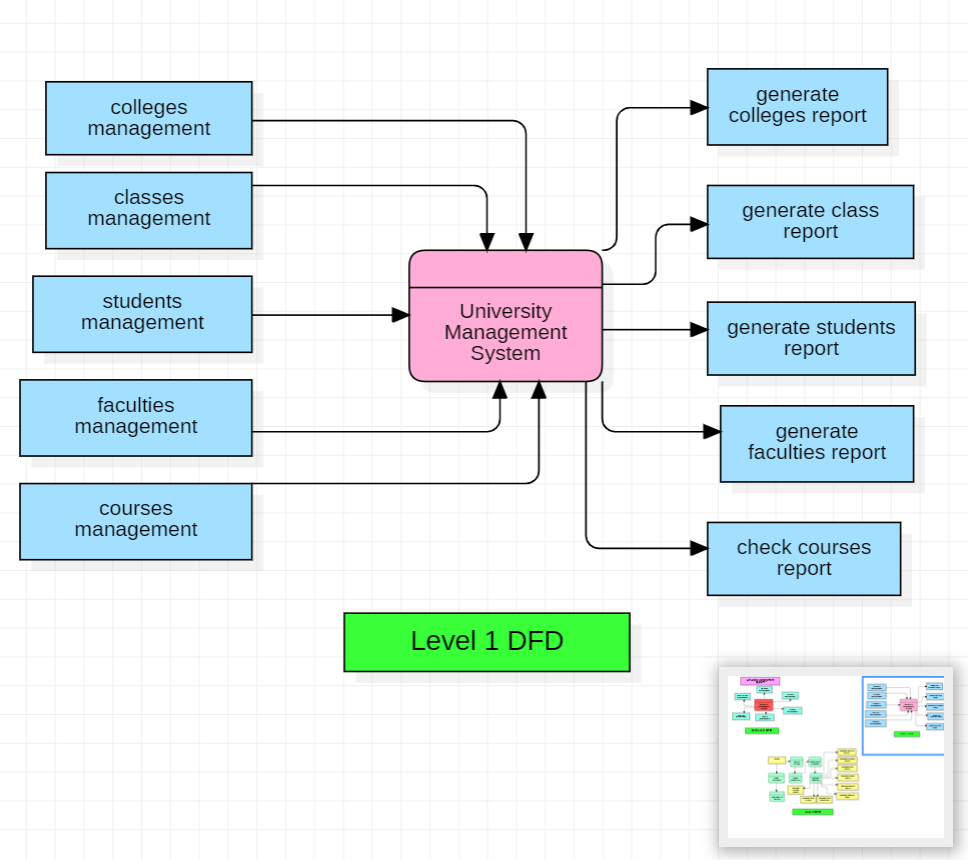 colleges
management
classes
management
students
management
faculties
management
courses
management
University
Management
System
generate
colleges report
generate class
report
generate students
report
generate
faculties report
check courses
report
Level 1 DFD